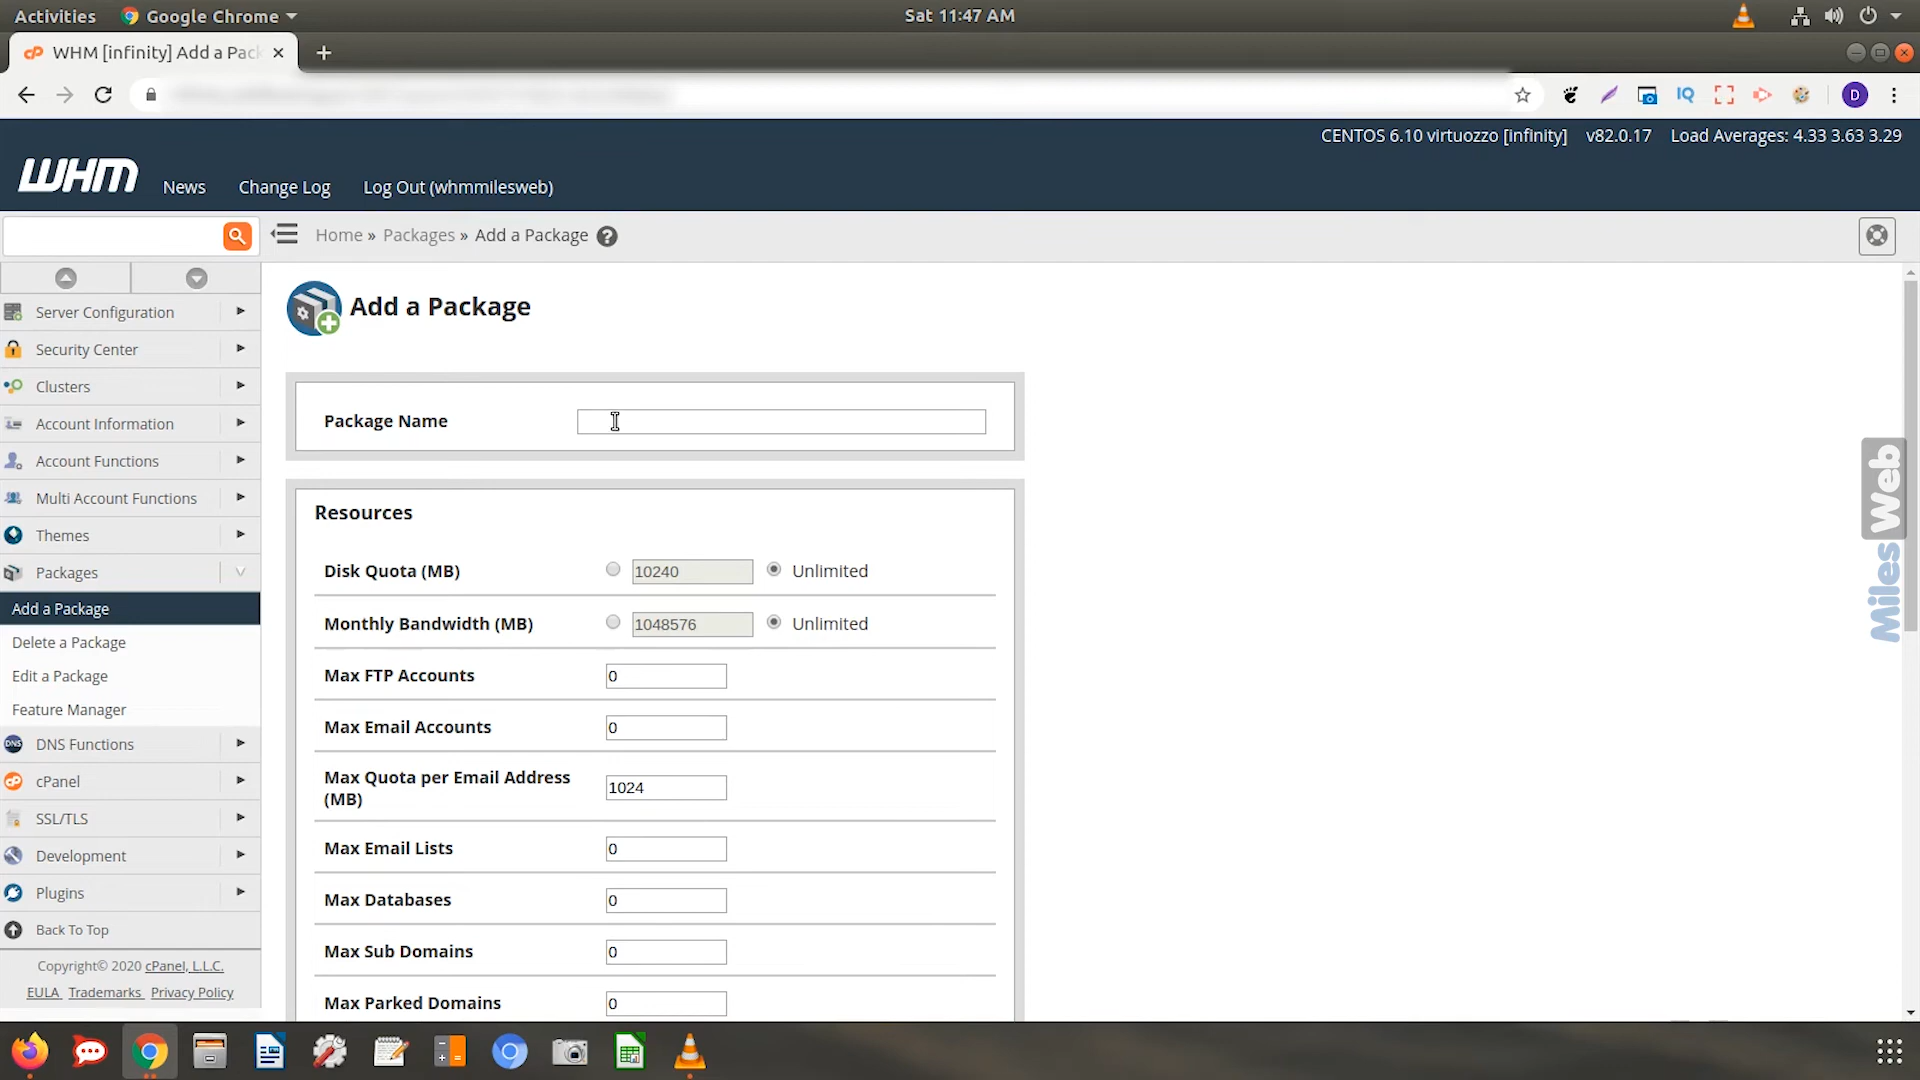 Activities
Google Chrome
Sat 11:47 AM
WHM [infinity] Add a Pack
CENTOS 6.10 virtuozzo [infinity] v82.0.17 Load Averages: 4.33 3.63 3.29
WHM
News
Change Log
Log Out (whmmilesweb)
Home » Packages » Add a Package
Server Configuration
Security Center
Clusters
Account Information
Account Functions
Multi Account Functions
Themes
Packages
Add a Package
Delete a Package
Edit a Package
Feature Manager
DNS Functions
cPanel
SSL/TLS
Development
Plugins
Back To Top
Copyright© 2020 cPanel, L.L.C.
EULA Trademarks Privacy Policy
Add a Package
Package Name
Resources
Disk Quota (MB) 10240 Unlimited
Monthly Bandwidth (MB) 1048576 Unlimited
Max FTP Accounts 0
Max Email Accounts 0
Max Quota per Email Address
(MB) 1024
Max Email Lists 0
Max Databases 0
Max Sub Domains 0
Max Parked Domains 0
MilesWeb
IQ
D
DNS